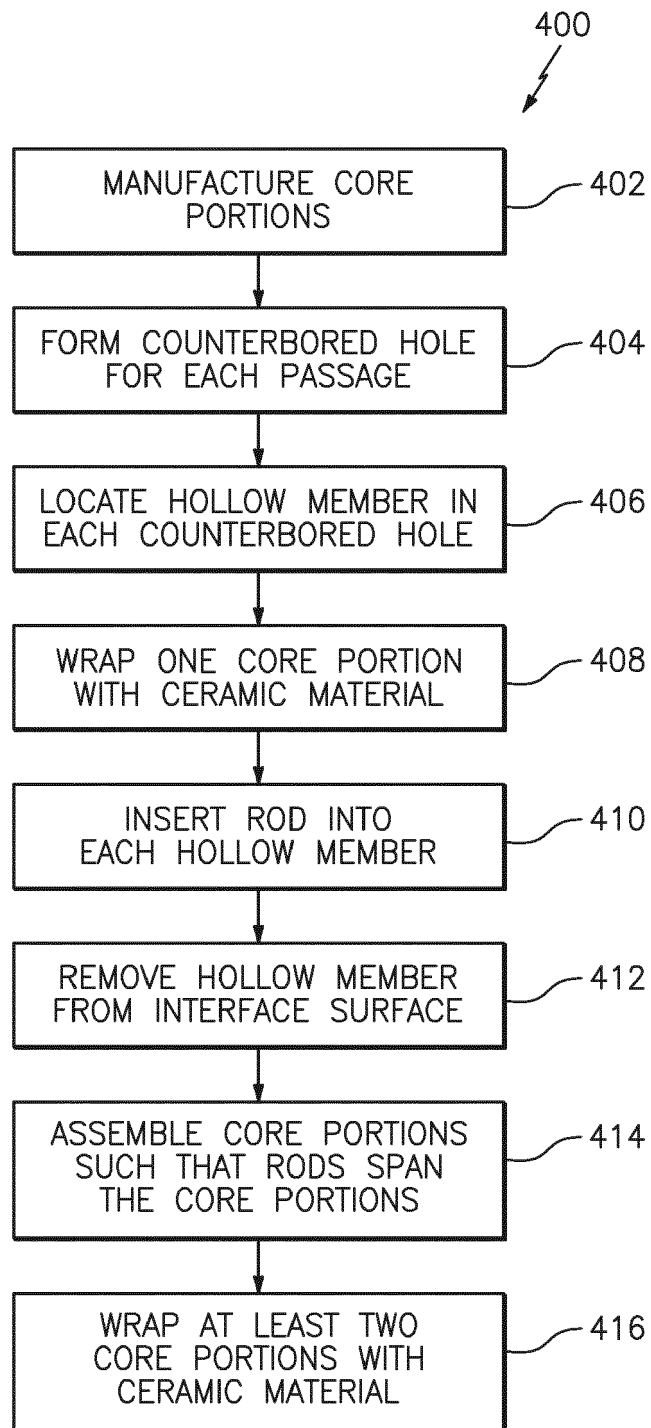 400
MANUFACTURE CORE
PORTIONS
402
FORM COUNTERBORED HOLE
FOR EACH PASSAGE
404
LOCATE HOLLOW MEMBER IN
EACH COUNTERBORED HOLE
406
WRAP ONE CORE PORTION
WITH CERAMIC MATERIAL
408
INSERT ROD INTO
EACH HOLLOW MEMBER
410
REMOVE HOLLOW MEMBER
FROM INTERFACE SURFACE
412
ASSEMBLE CORE PORTIONS
SUCH THAT RODS SPAN
THE CORE PORTIONS
414
WRAP AT LEAST TWO
CORE PORTIONS WITH
CERAMIC MATERIAL
416